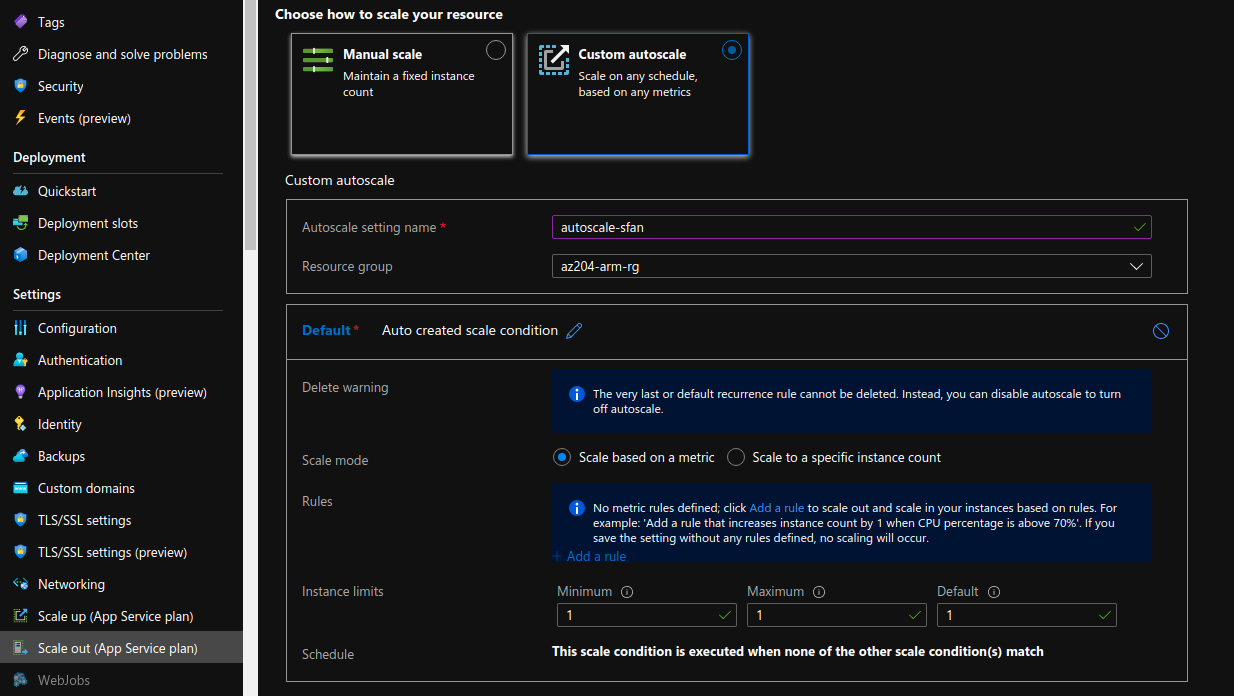 Tags
Diagnose and solve problems
Security
Events (preview)
Deployment
Quickstart
Deployment slots
Deployment Center
Settings
Configuration
Authentication
Application Insights (preview)
Identity
Backups
Custom domains
TLS/SSL settings
TLS/SSL settings (preview)
Networking
Scale up (App Service plan)
Scale out (App Service plan)
WebJobs
Choose how to scale your resource
Manual scale
Maintain a fixed instance
count
Custom autoscale
Scale on any schedule,
based on any metrics
Custom autoscale
Autoscale setting name *
autoscale-sfan
Resource group
az204-arm-rg
Default* Auto created scale condition
Delete warning
The very last or default recurrence rule cannot be deleted. Instead, you can disable autoscale to turn
off autoscale.
Scale mode
Scale based on a metric
Scale to a specific instance count
Rules
No metric rules defined; click Add a rule to scale out and scale in your instances based on rules. For
example: 'Add a rule that increases instance count by 1 when CPU percentage is above 70%'. If you
save the setting without any rules defined, no scaling will occur.
+ Add a rule
Instance limits
Minimum
1
Maximum
1
Default
1
Schedule
This scale condition is executed when none of the other scale condition(s) match